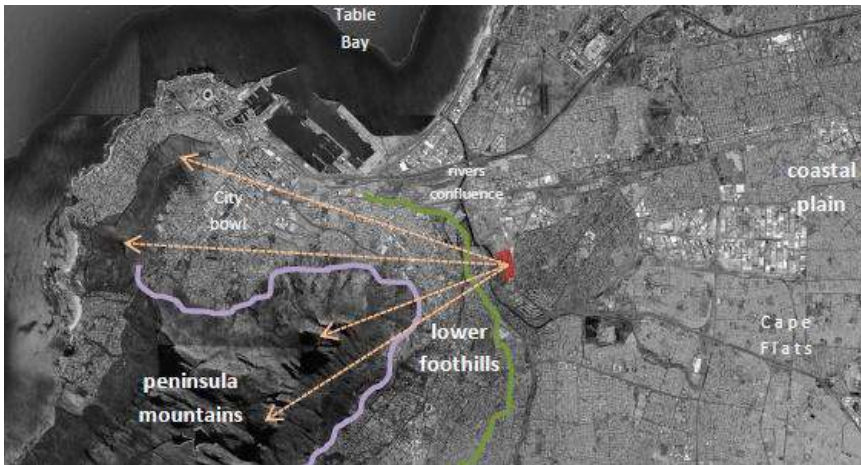 Table
Bay
rivers
confluence
coastal
plain
City
bowl
lower
foothills
Cape
Flats
peninsula
mountains